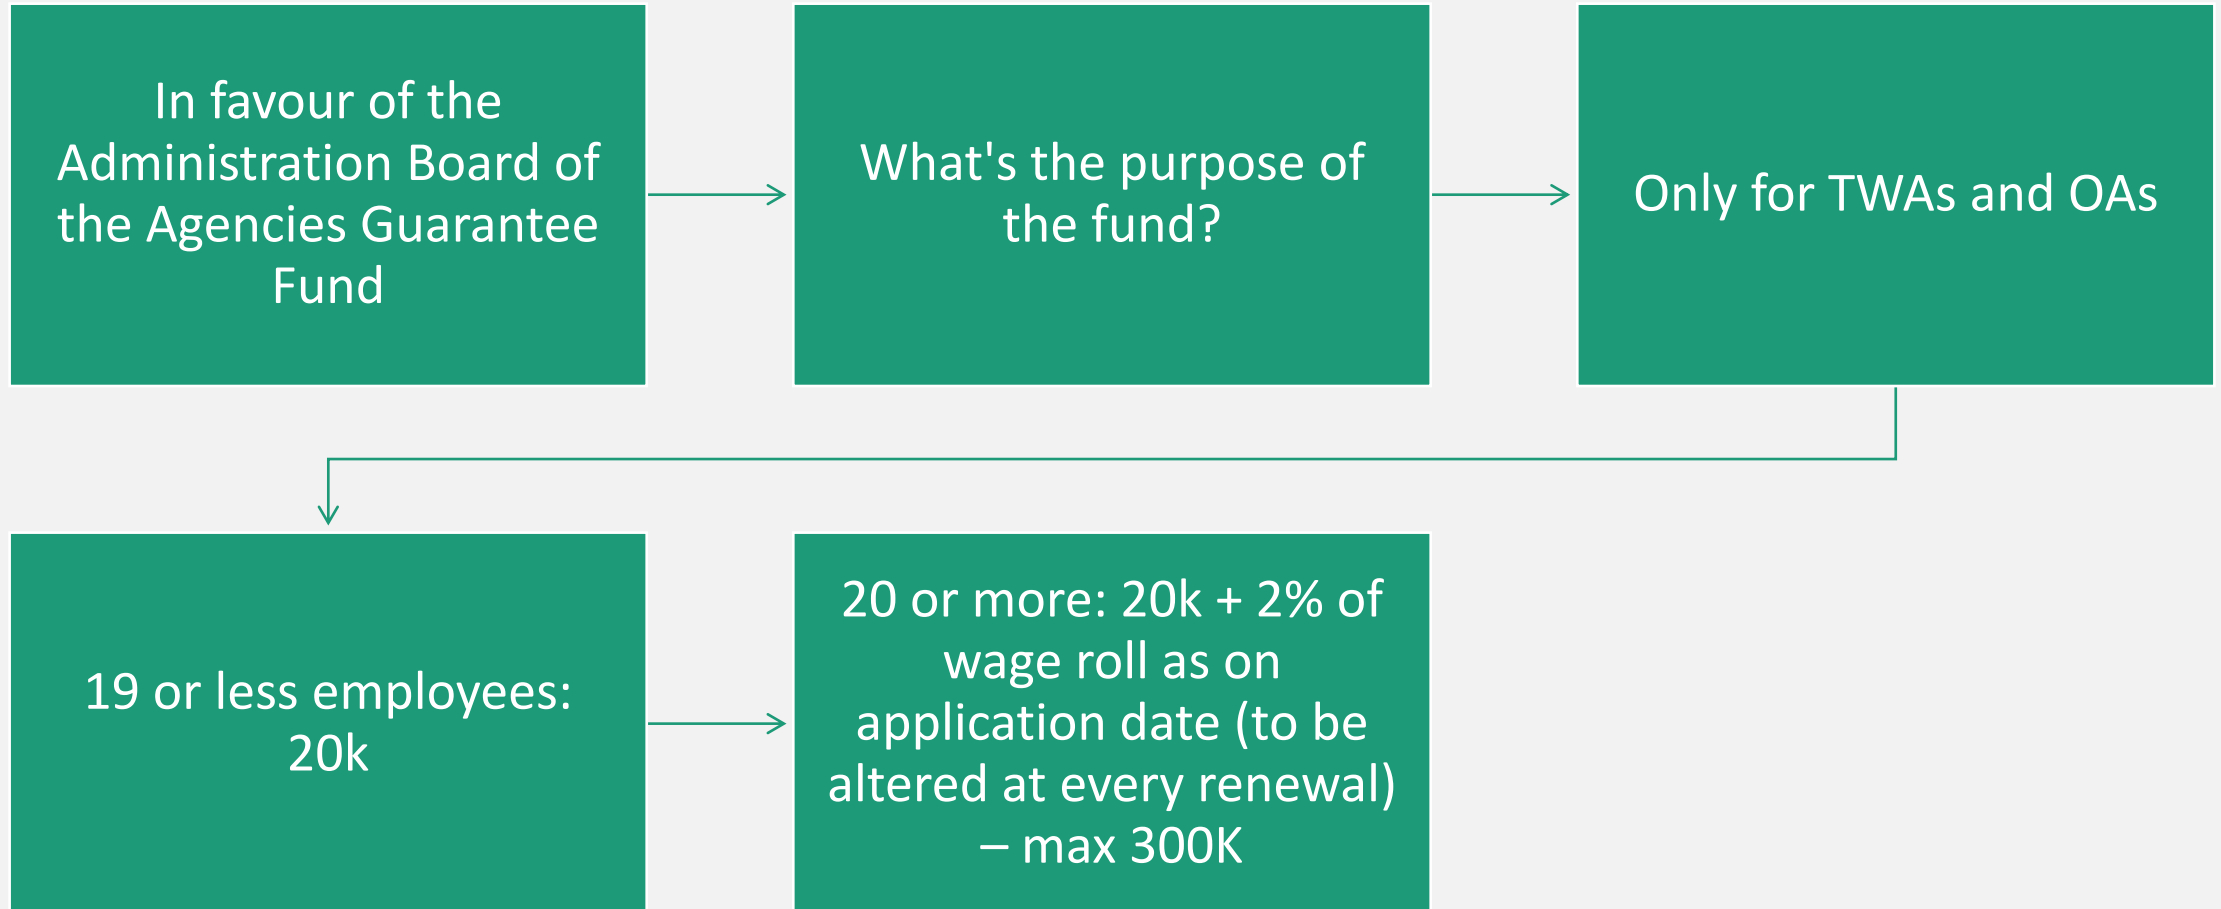 In favour of the
Administration Board of
the Agencies Guarantee
Fund
What's the purpose of
the fund?
Only for TWAs and OAs
19 or less employees:
20k
20 or more: 20k + 2% of
wage roll as on
application date (to be
altered at every renewal)
– max 300K